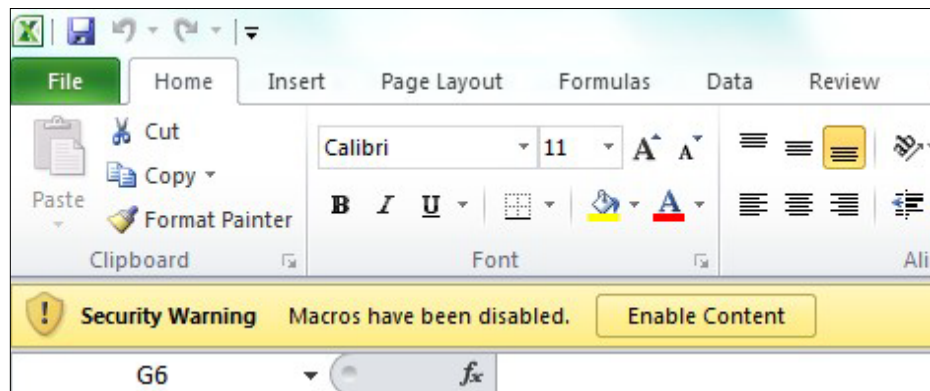 File Home Insert Page Layout Formulas Data Review
Cut
Calibri 11 A A
Copy
Paste
B I U A
Format Painter
Clipboard Font Ali
Security Warning Macros have been disabled. Enable Content
G6 fx